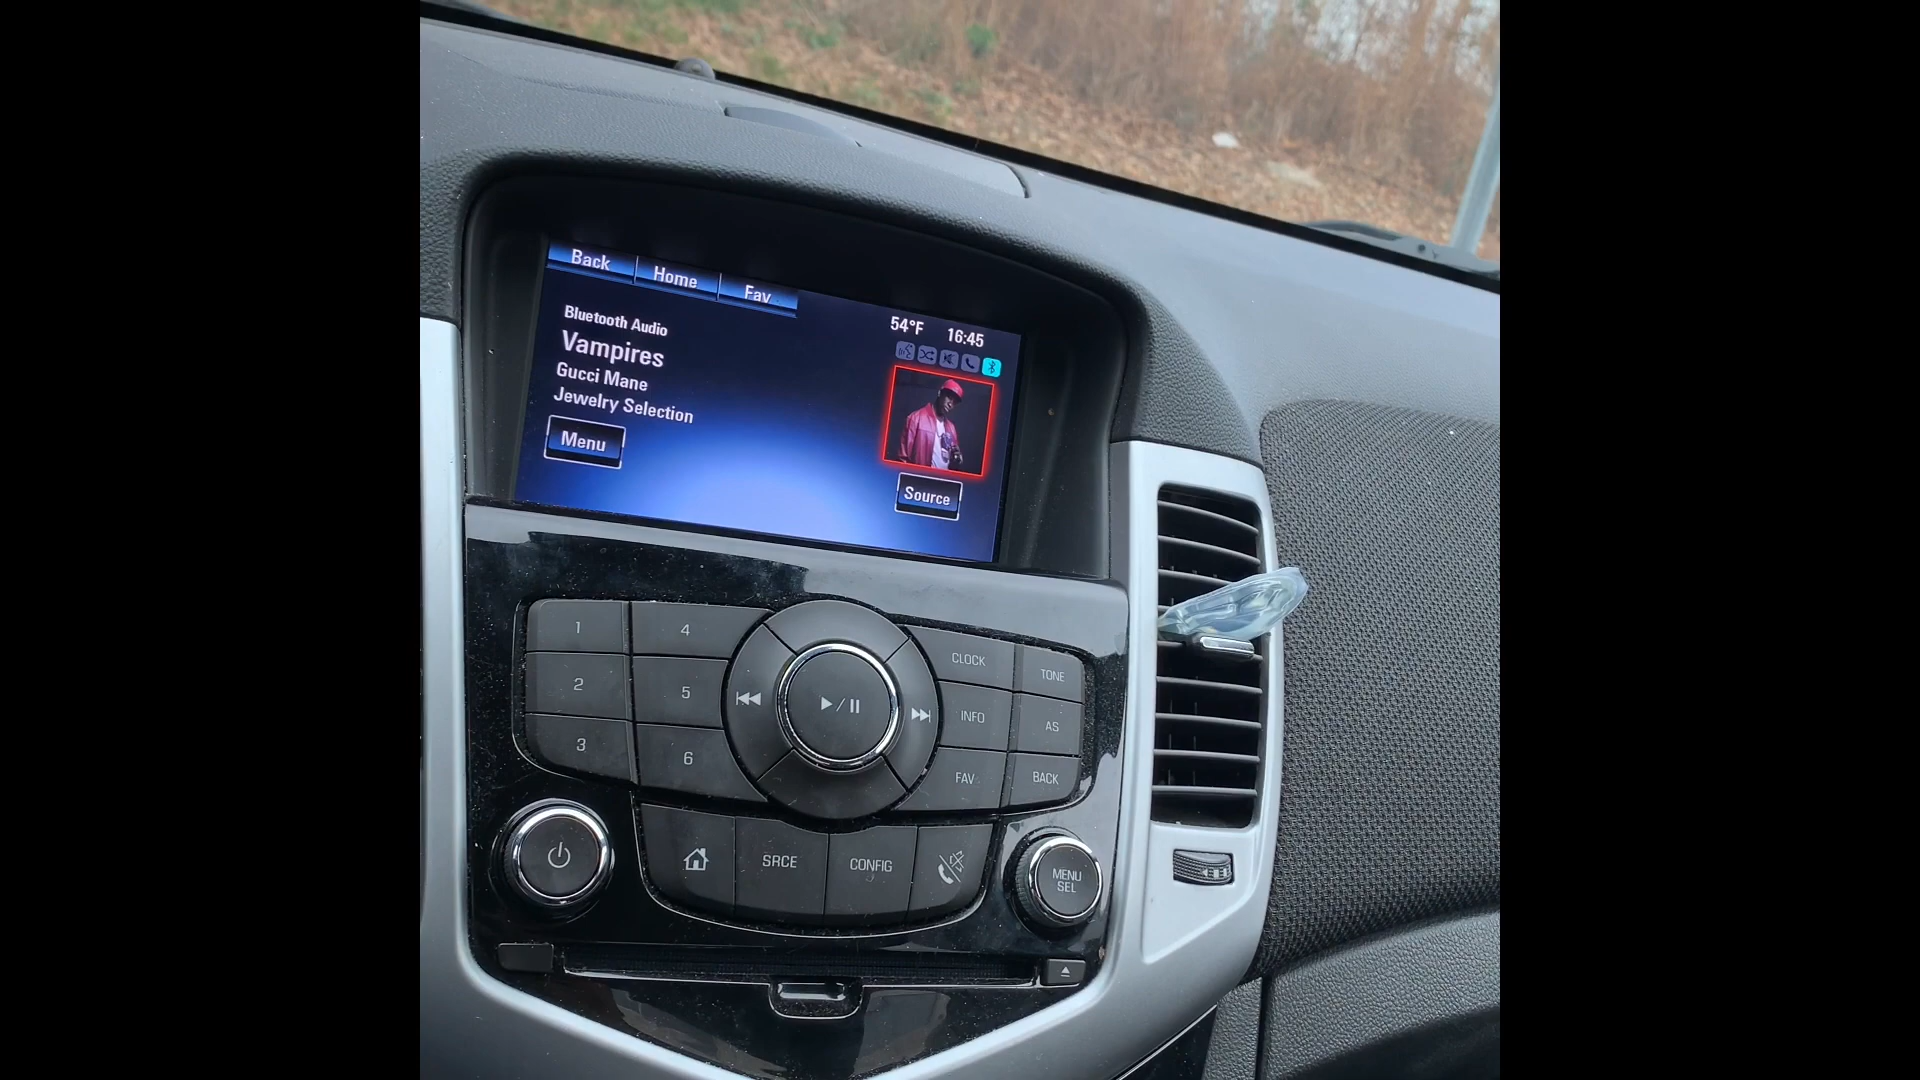 Back Home Fav
54°F 16:45
Bluetooth Audio
Vampires
Gucci Mane
Jewelry Selection
Menu
Source
1 4
2 5
3 6
CLOCK TONE
INFO AS
FAV BACK
SRCE CONFIG
MENU
SEL